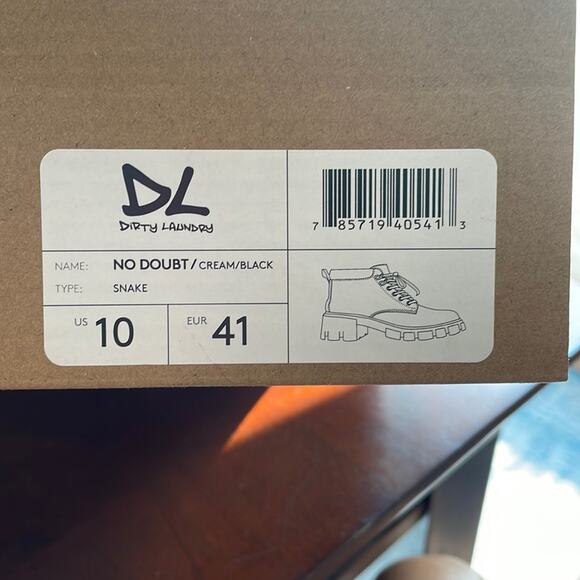 DL
DIRTY LAUNDRY
7 85719 40541 3
NAME: NO DOUBT / CREAM/BLACK
TYPE: SNAKE
US 10 EUR 41